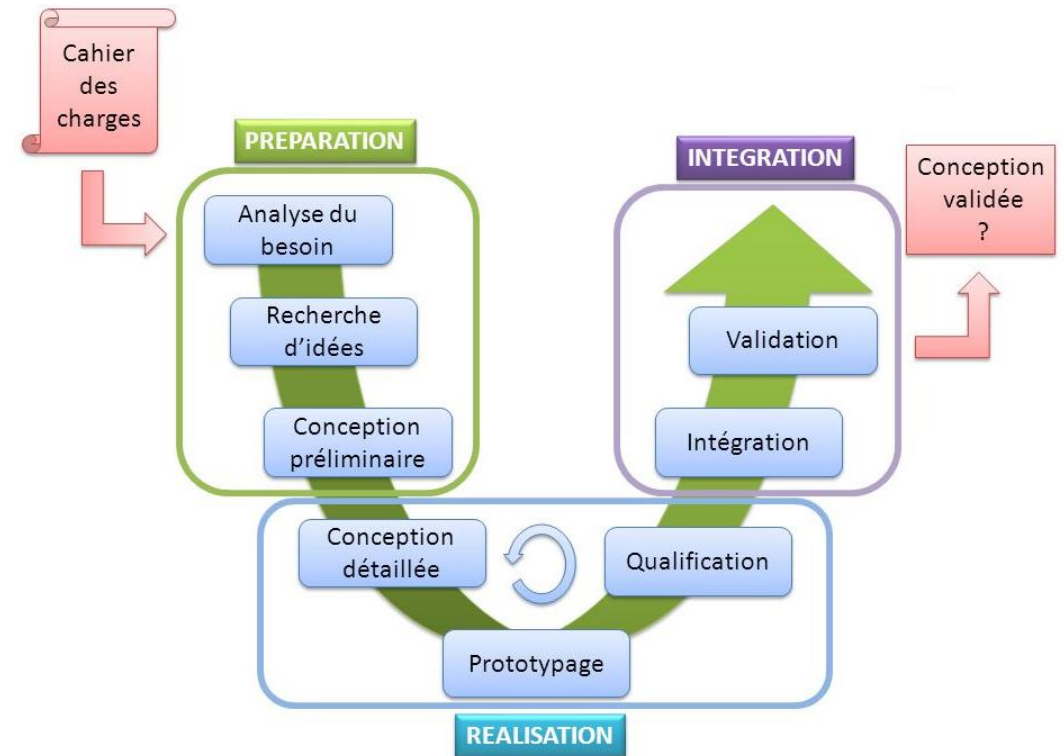 Cahier
des
charges
PREPARATION
Analyse du
besoin
Recherche
d'idées
Conception
préliminaire
Conception
détaillée
Prototypage
REALISATION
Qualification
INTEGRATION
Intégration
Validation
Conception
validée
?